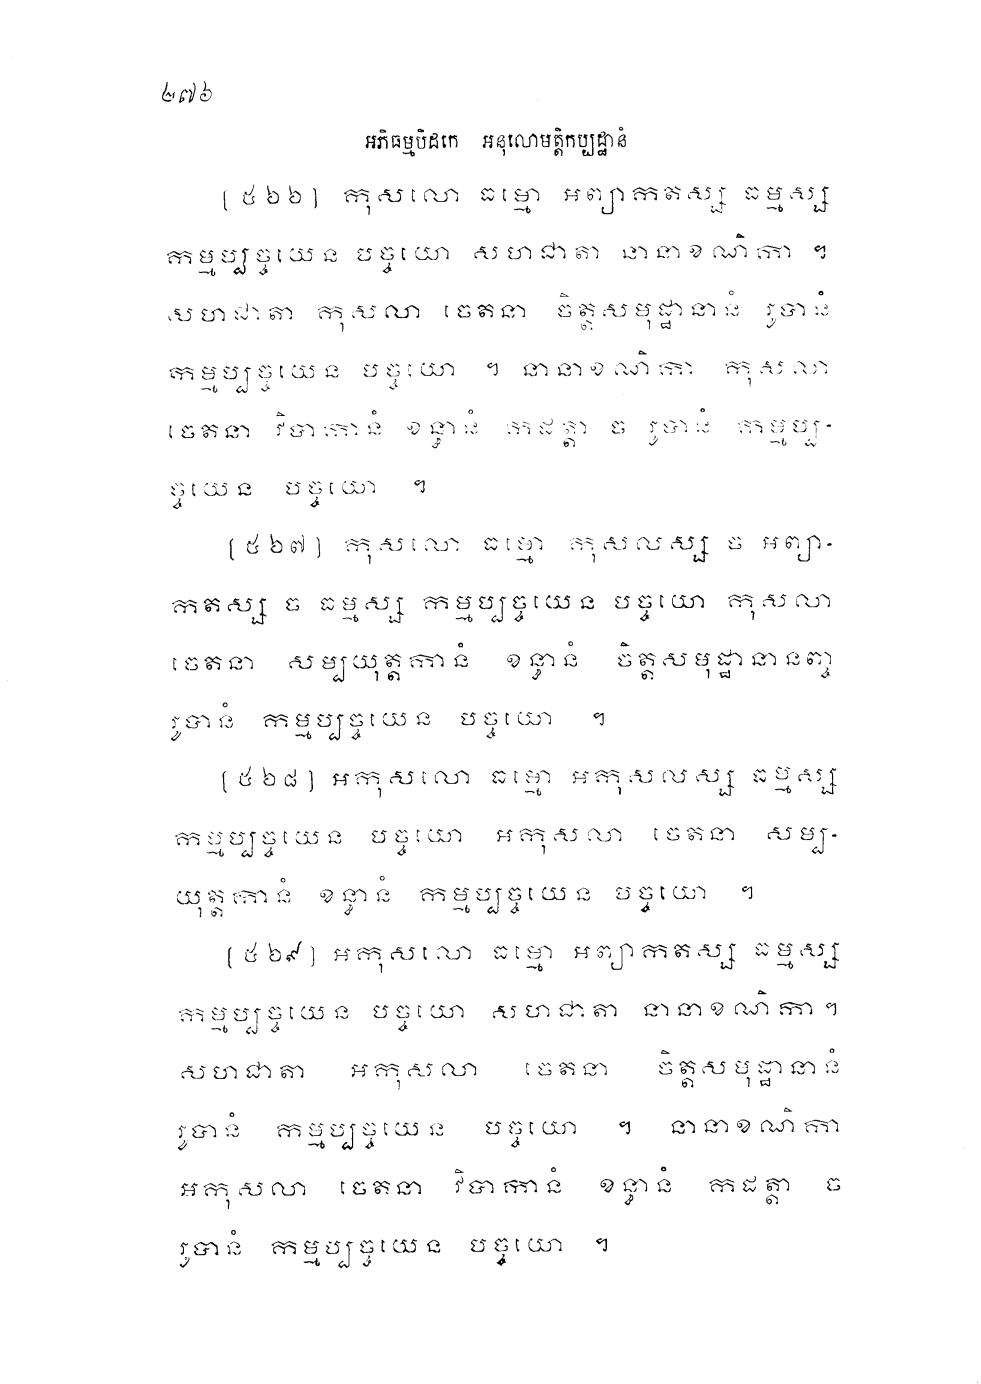 ២៧៦
អភិធម្មបិដកេ អនុលោមត្តិកប្បដ្ឋានំ
[៥៦៦] កុសលោ ធម្មោ អព្យាកតស្ស ធម្មស្ស
កម្មប្បច្ចយេន បច្ចយោ សហជាតា នានាខណិកា ។
សហជាតា កុសលា ចេតនា ចិត្តសមុដ្ឋានានំ រូបានំ
កម្មប្បច្ចយេន បច្ចយោ ។ នានាខណិកា កុសលា
ចេតនា វិបាកានំ ខន្ធានំ កដត្តា ច រូបានំ កម្មប្ប-
ច្ចយេន បច្ចយោ ។
[៥៦៧] កុសលោ ធម្មោ កុសលស្ស ច អព្យា-
កតស្ស ច ធម្មស្ស កម្មប្បច្ចយេន បច្ចយោ កុសលា
ចេតនា សម្បយុត្តកានំ ខន្ធានំ ចិត្តសមុដ្ឋានានញ្ច
រូបានំ កម្មប្បច្ចយេន បច្ចយោ ។
[៥៦៨] អកុសលោ ធម្មោ អកុសលស្ស ធម្មស្ស
កម្មប្បច្ចយេន បច្ចយោ អកុសលា ចេតនា សម្ប-
យុត្តកានំ ខន្ធានំ កម្មប្បច្ចយេន បច្ចយោ ។
[៥៦៩] អកុសលោ ធម្មោ អព្យាកតស្ស ធម្មស្ស
កម្មប្បច្ចយេន បច្ចយោ សហជាតា នានាខណិកា ។
សហជាតា អកុសលា ចេតនា ចិត្តសមុដ្ឋានានំ
រូបានំ កម្មប្បច្ចយេន បច្ចយោ ។ នានាខណិកា
អកុសលា ចេតនា វិបាកានំ ខន្ធានំ កដត្តា ច
រូបានំ កម្មប្បច្ចយេន បច្ចយោ ។